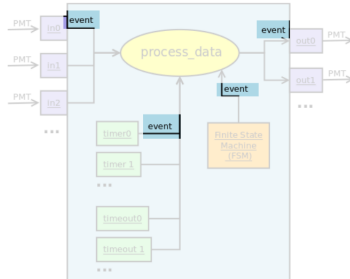 event
event
PMT
in0
process_data
out0
PMT
PMT
in1
out1
PMT
event
PMT
in2
event
timer0
Finite State
Machine
(FSM)
timer 1
timeout0
timeout 1